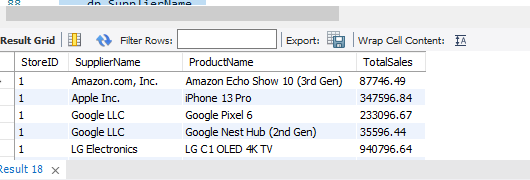 88 dp.SupplierName
Result Grid Filter Rows: Export: Wrap Cell Content:
StoreID SupplierName ProductName TotalSales
1 Amazon.com, Inc. Amazon Echo Show 10 (3rd Gen) 87746.49
1 Apple Inc. iPhone 13 Pro 347596.84
1 Google LLC Google Pixel 6 233096.67
1 Google LLC Google Nest Hub (2nd Gen) 35596.44
1 LG Electronics LG C1 OLED 4K TV 940796.64
Result 18